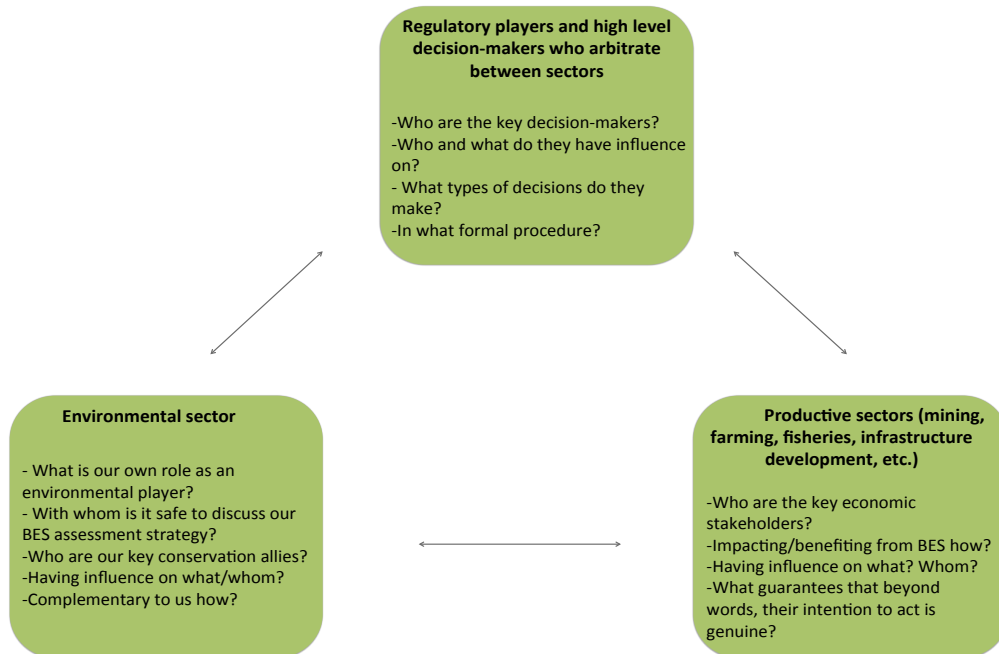 Regulatory players and high level
decision-makers who arbitrate
between sectors
-Who are the key decision-makers?
-Who and what do they have influence
on?
- What types of decisions do they
make?
-In what formal procedure?
Environmental sector
- What is our own role as an
environmental player?
- With whom is it safe to discuss our
BES assessment strategy?
-Who are our key conservation allies?
-Having influence on what/whom?
-Complementary to us how?
Productive sectors (mining,
farming, fisheries, infrastructure
development, etc.)
-Who are the key economic
stakeholders?
-Impacting/benefiting from BES how?
-Having influence on what? Whom?
-What guarantees that beyond
words, their intention to act is
genuine?